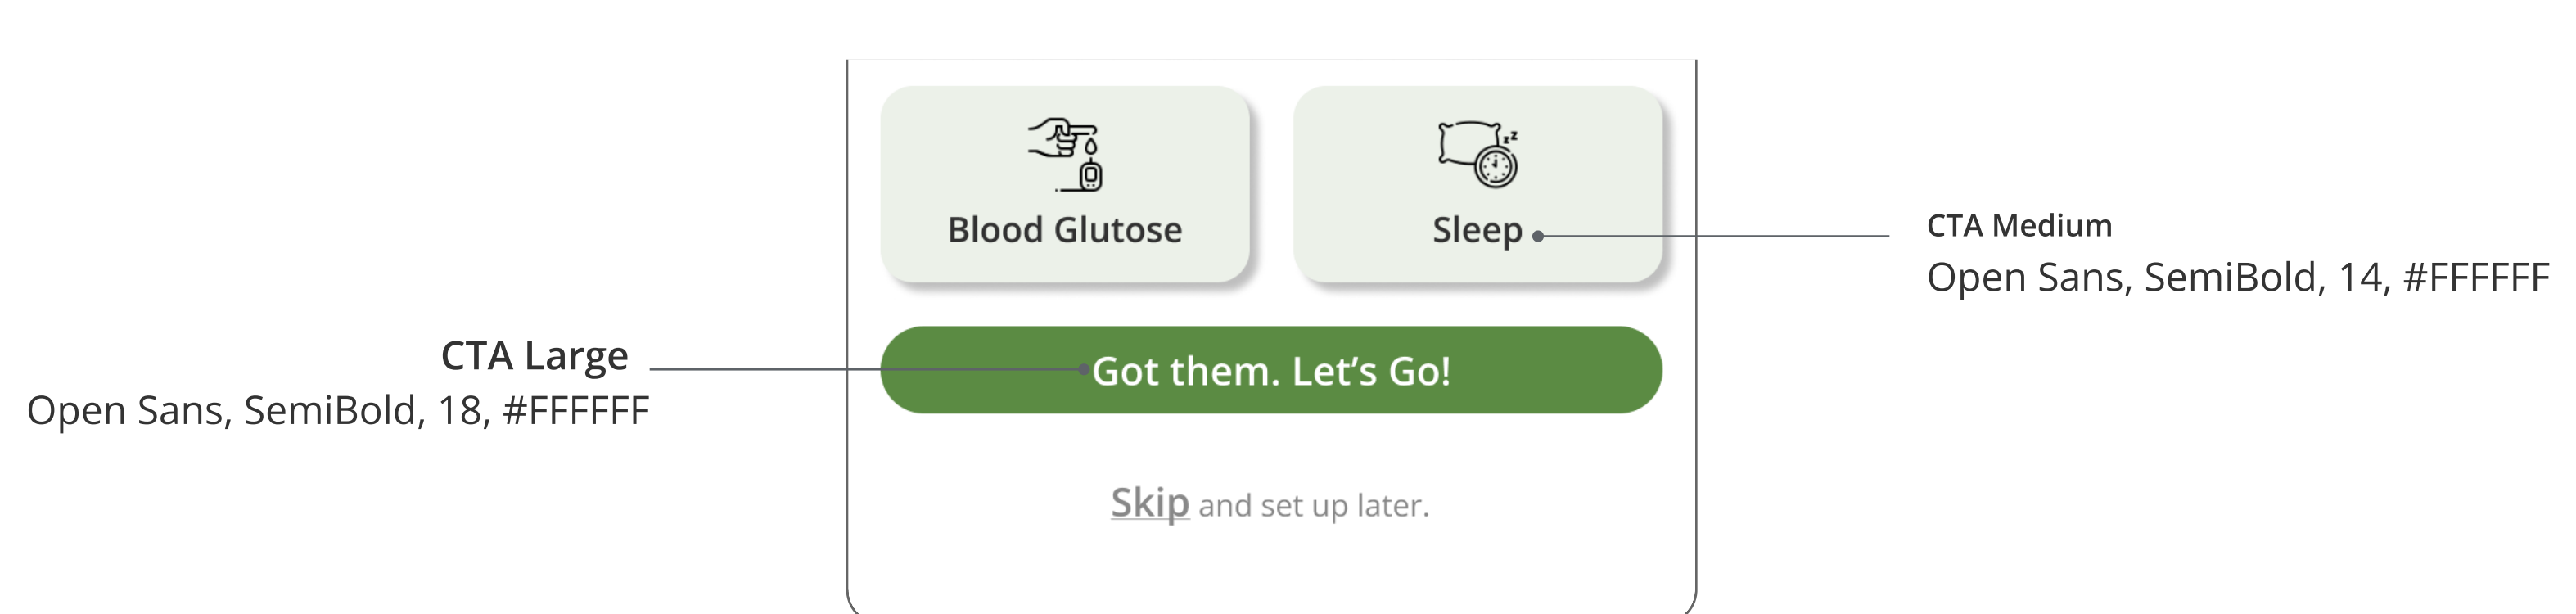 Blood Glutose
Sleep
CTA Medium
Open Sans, SemiBold, 14, #FFFFFF
CTA Large
Open Sans, SemiBold, 18, #FFFFFF
Got them. Let’s Go!
Skip and set up later.